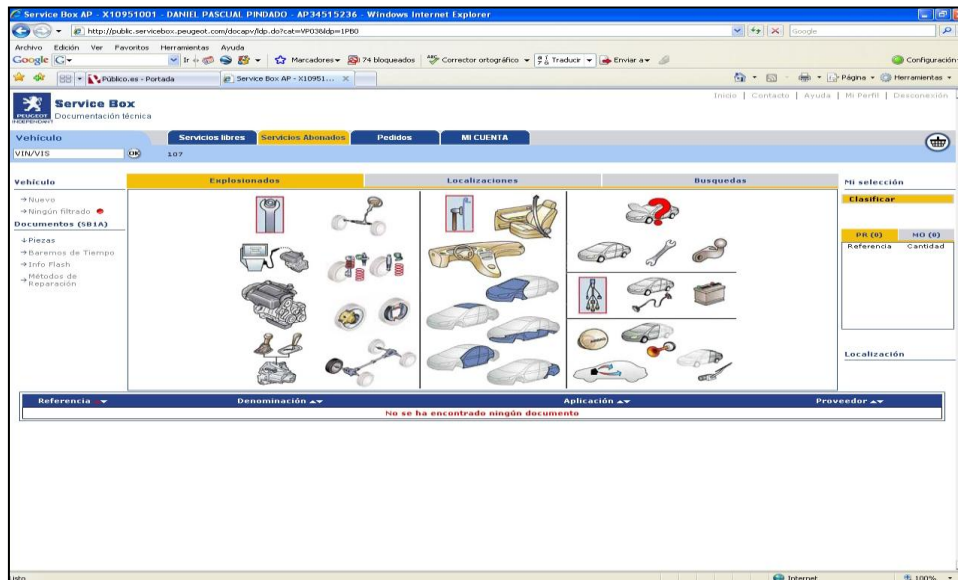 Service Box AP - X10951001 - DANIEL PASCUAL PINDADO - AP34515236 - Windows Internet Explorer
http://public.servicebox.peugeot.com/docapv/ldp.do?cat=VP03&ldp=1PB0
Google
Archivo Edición Ver Favoritos Herramientas Ayuda
Google G Ir Marcadores 74 bloqueados Corrector ortográfico Traducir Enviar a Configuración
Público.es - Portada Service Box AP - X10951... Página Herramientas
Inicio | Contacto | Ayuda | Mi Perfil | Desconexión
Service Box
PEUGEOT Documentación técnica
INDEPENDANT
Vehículo Servicios libres Servicios Abonados Pedidos MI CUENTA
VIN/VIS OK 107
Vehículo Explosionados Localizaciones Busquedas Mi selección
Nuevo Clasificar
Ningún filtrado
Documentos (5B1A)
Piezas PR (0) MO (0)
Baremos de Tiempo Referencia Cantidad
Info Flash
Métodos de
Reparación
Localización
Referencia Denominación Aplicación Proveedor
No se ha encontrado ningún documento
Listo Internet 100%